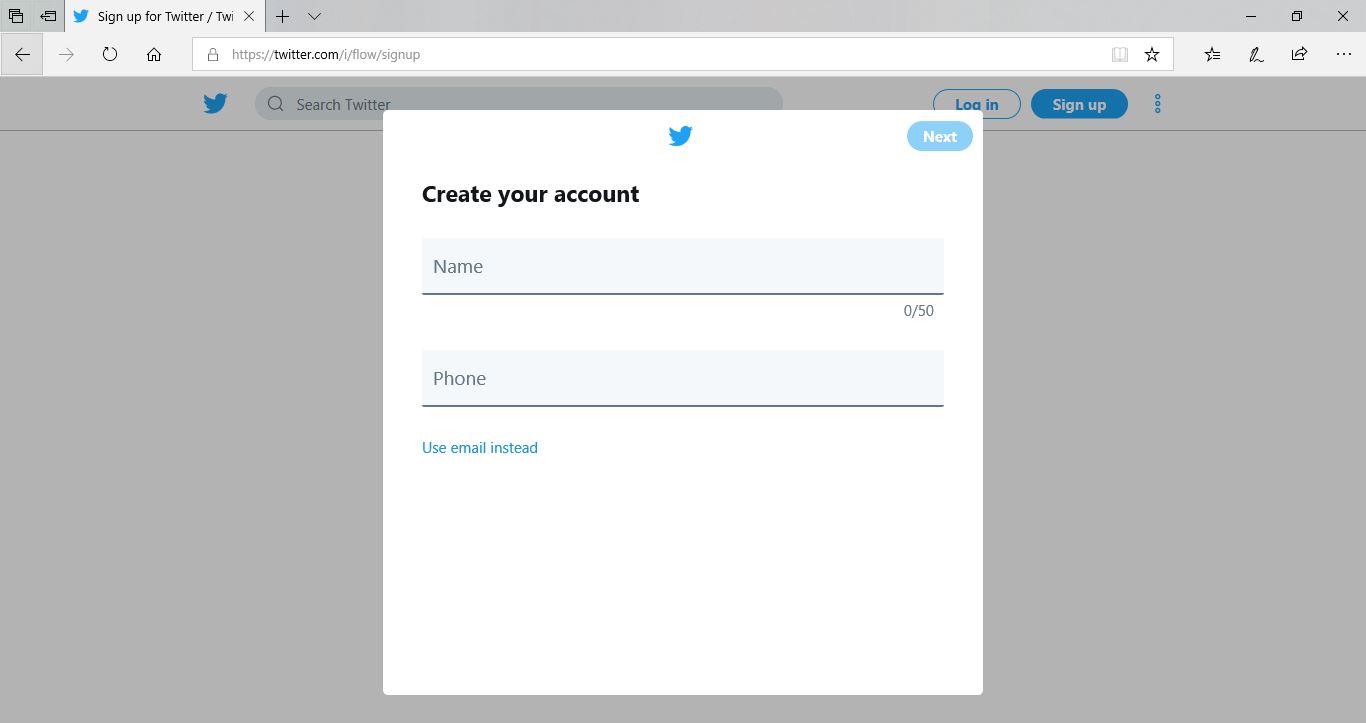 Sign up for Twitter / Twi
https://twitter.com/i/flow/signup
Search Twitter
Log in
Sign up
Next
Create your account
Name
0/50
Phone
Use email instead